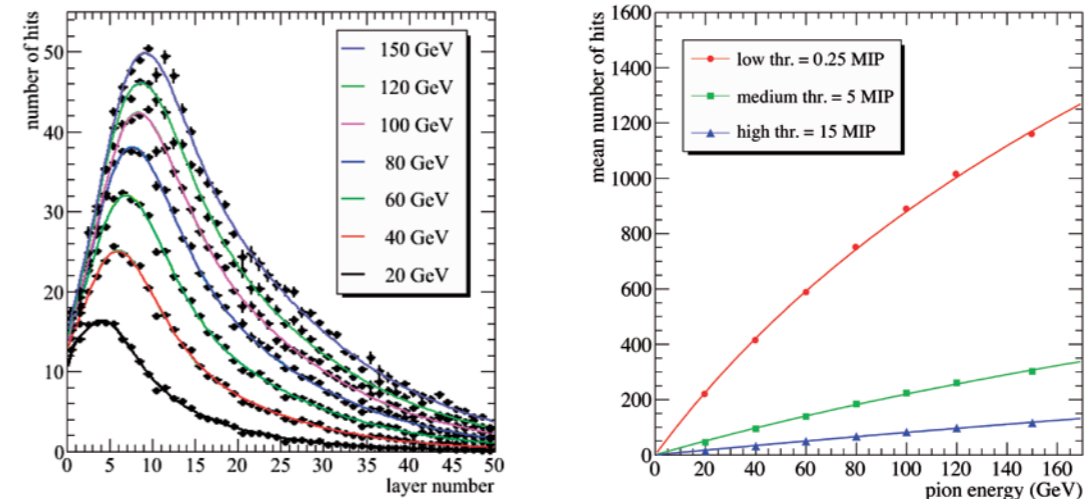 number of hits
50
40
30
20
10
0
150 GeV
120 GeV
100 GeV
80 GeV
60 GeV
40 GeV
20 GeV
0 5 10 15 20 25 30 35 40 45 50
layer number
mean number of hits
1600
1400
1200
1000
800
600
400
200
0
low thr. = 0.25 MIP
medium thr. = 5 MIP
high thr. = 15 MIP
0 20 40 60 80 100 120 140 160
pion energy (GeV)